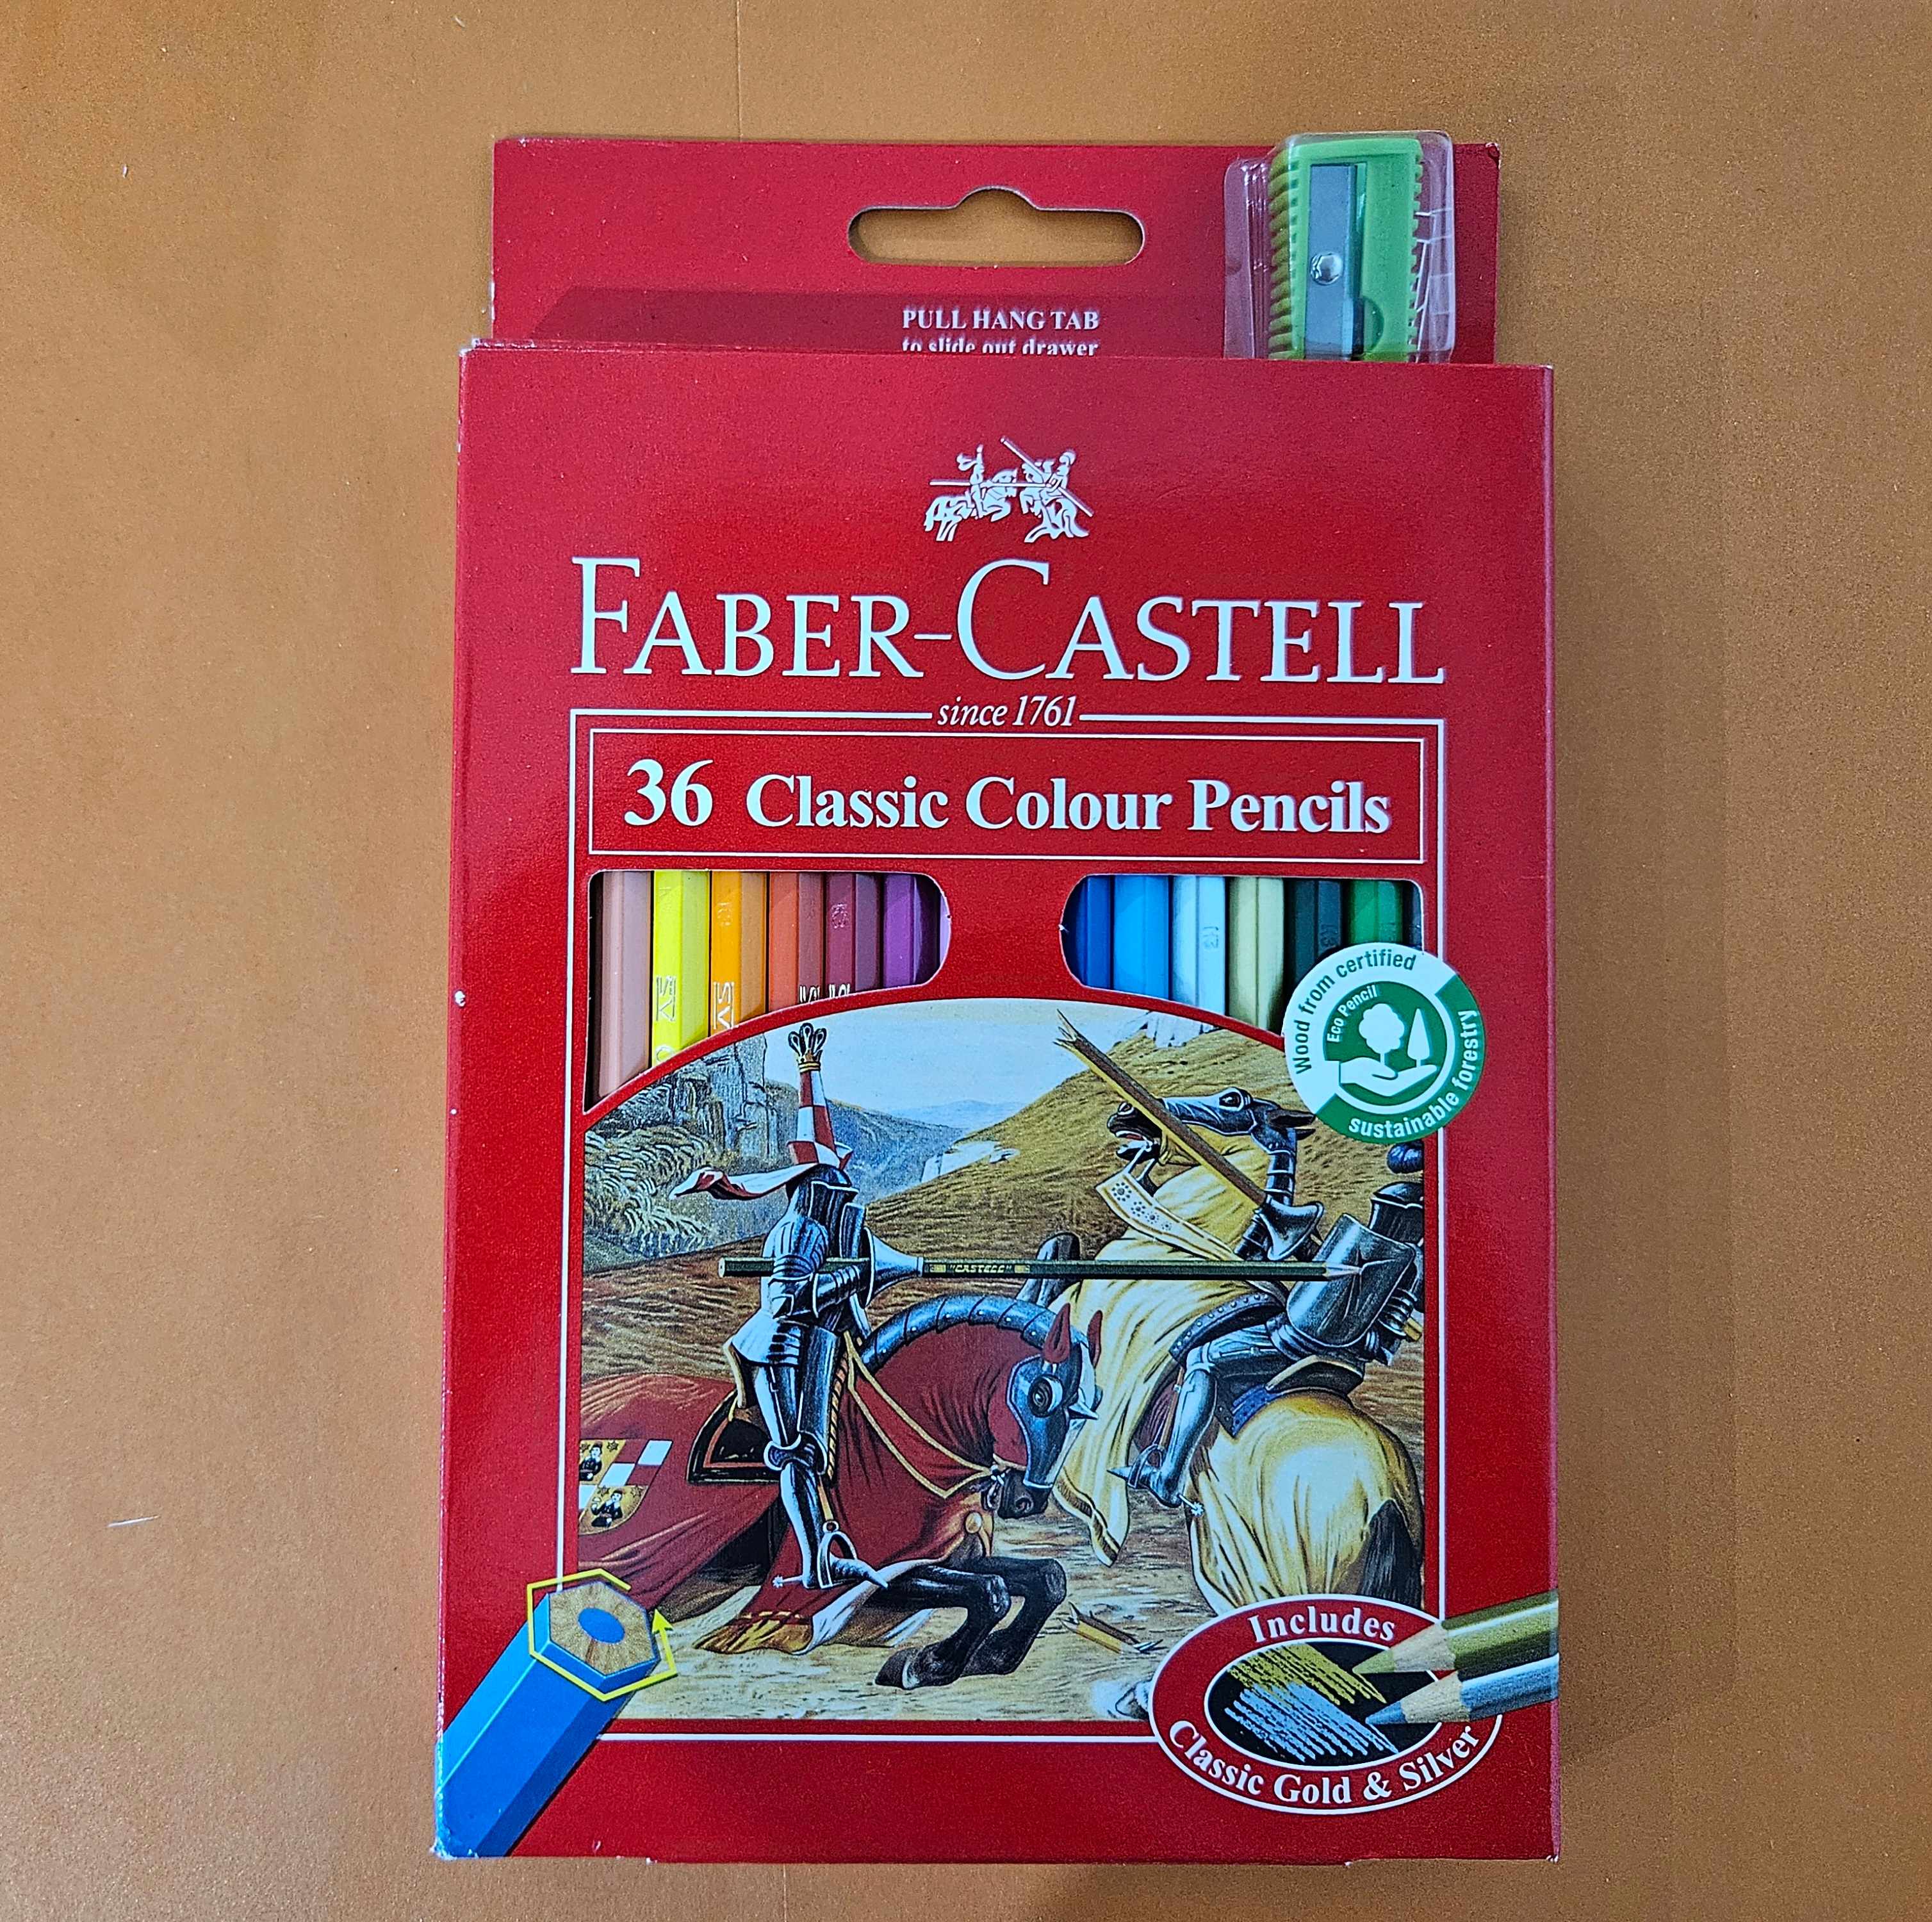 PULL HANG TAB
to slide out drawer
FABER-CASTELL
since 1761
36 Classic Colour Pencils
Wood from certified
Eco Pencil
sustainable forestry
"CASTELL"
Includes
Classic Gold & Silver